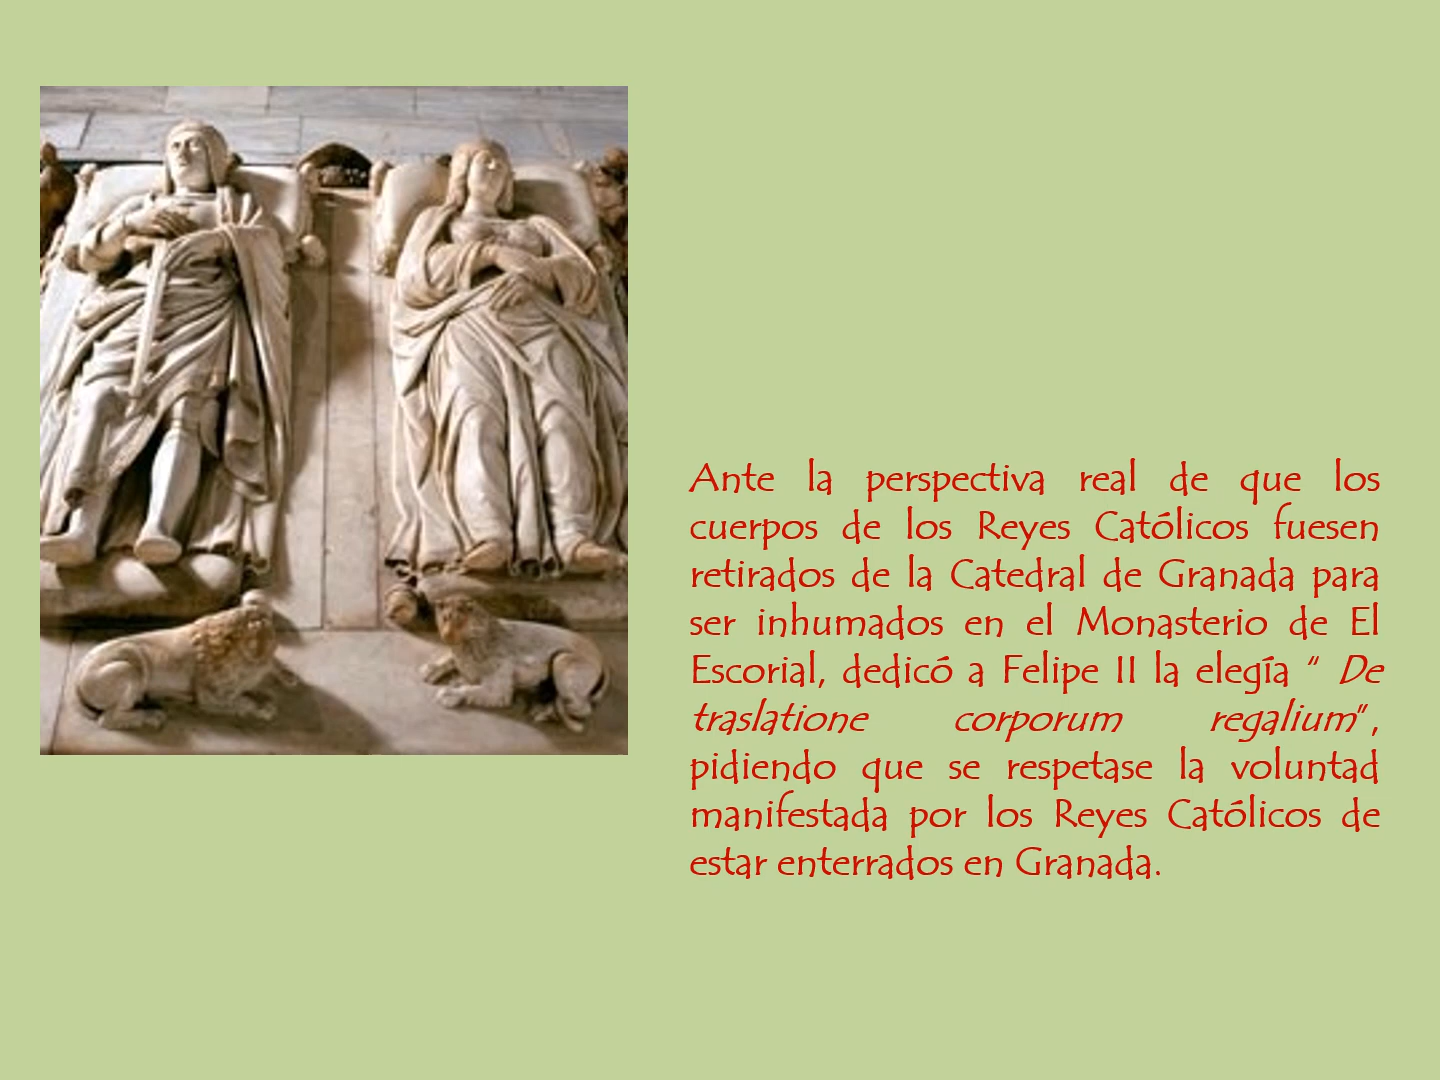 Ante la perspectiva real de que los
cuerpos de los Reyes Católicos fuesen
retirados de la Catedral de Granada para
ser inhumados en el Monasterio de El
Escorial, dedicó a Felipe II la elegía “ De
traslatione corporum regalium”,
pidiendo que se respetase la voluntad
manifestada por los Reyes Católicos de
estar enterrados en Granada.